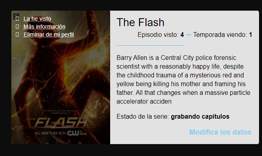 La he visto
Más información
Eliminar de mi perfil
The Flash
Episodio visto: 4 – Temporada viendo: 1
Barry Allen is a Central City police forensic
scientist with a reasonably happy life, despite
the childhood trauma of a mysterious red and
yellow being killing his mother and framing his
father. All that changes when a massive particle
accelerator acciden
Estado de la serie: grabando capitulos
Modifica los datos
FLASH